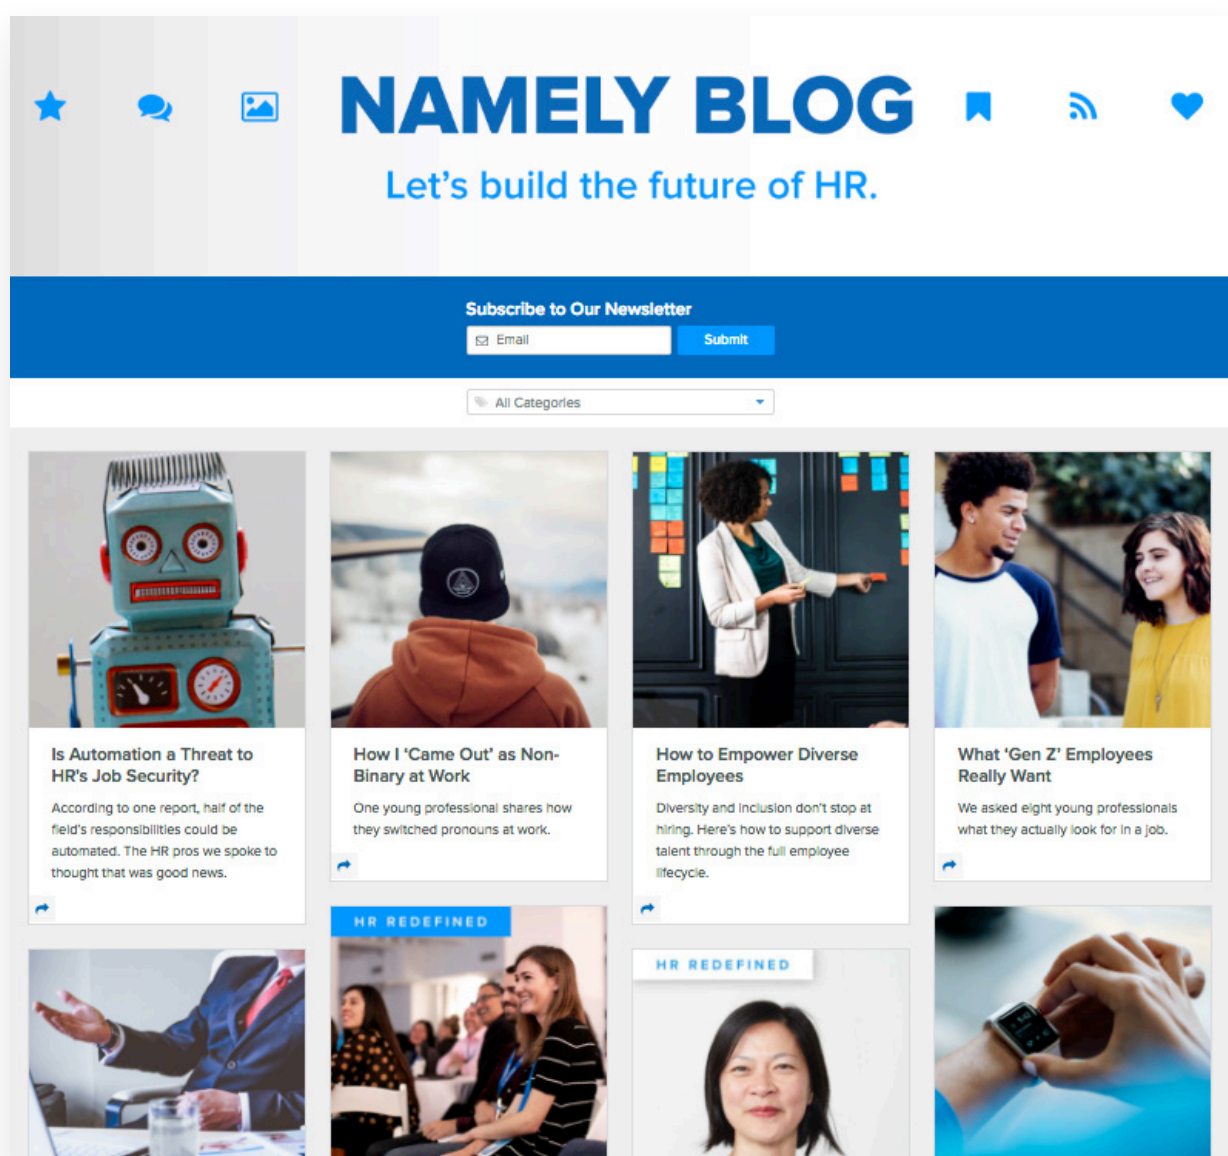 NAMELY BLOG
Let's build the future of HR.
Subscribe to Our Newsletter
Email
Submit
All Categories
Is Automation a Threat to
HR's Job Security?
According to one report, half of the
field's responsibilities could be
automated. The HR pros we spoke to
thought that was good news.
How I 'Came Out' as Non-
Binary at Work
One young professional shares how
they switched pronouns at work.
How to Empower Diverse
Employees
Diversity and inclusion don't stop at
hiring. Here's how to support diverse
talent through the full employee
lifecycle.
What 'Gen Z' Employees
Really Want
We asked eight young professionals
what they actually look for in a job.
HR REDEFINED
HR REDEFINED